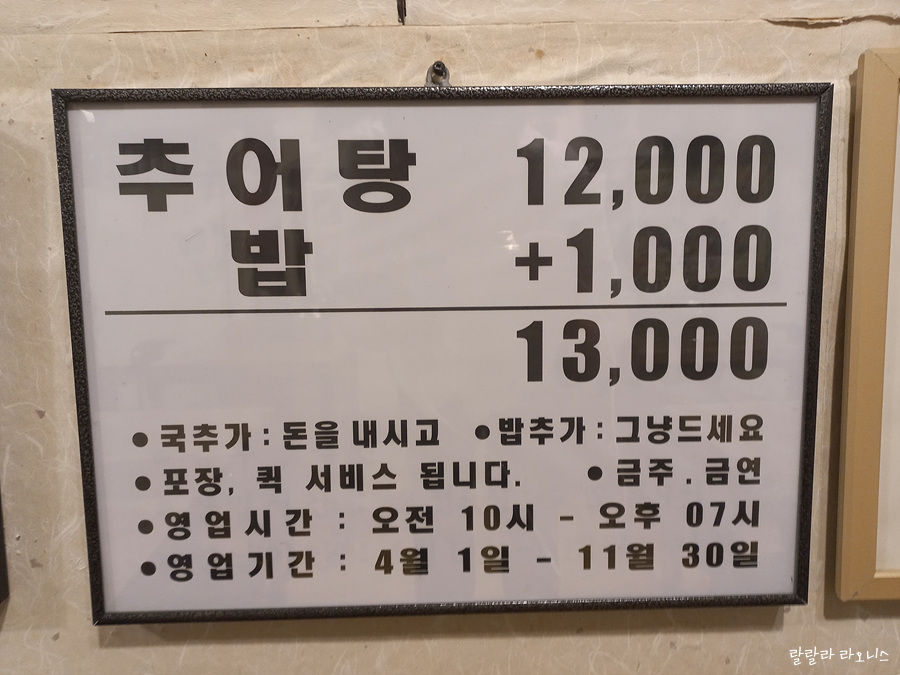 추어탕 12,000
밥 +1,000
13,000
●국추가:돈을내시고 ●밥추가:그냥드세요
●포장, 퀵 서비스 됩니다. ●금주.금연
●영업시간 : 오전 10시 - 오후 07시
●영업기간 : 4월 1일 - 11월 30일
랄랄라 라오니스